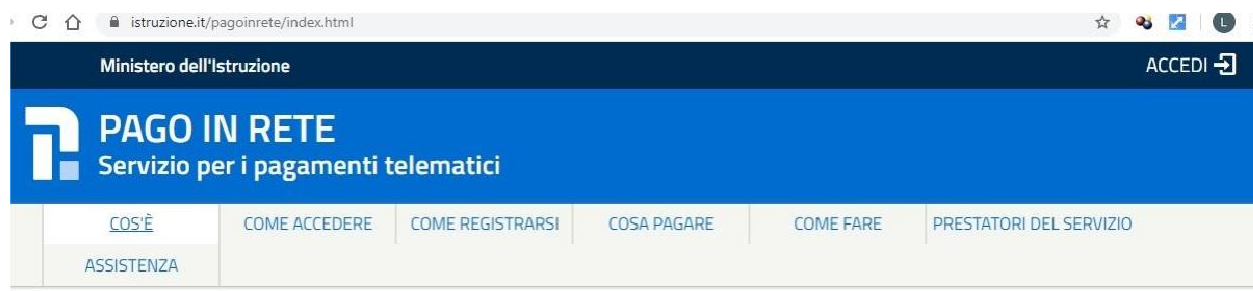 istruzione.it/pagoinrete/index.html
L
Ministero dell'Istruzione
ACCEDI
PAGO IN RETE
Servizio per i pagamenti telematici
COS'È
COME ACCEDERE
COME REGISTRARSI
COSA PAGARE
COME FARE
PRESTATORI DEL SERVIZIO
ASSISTENZA